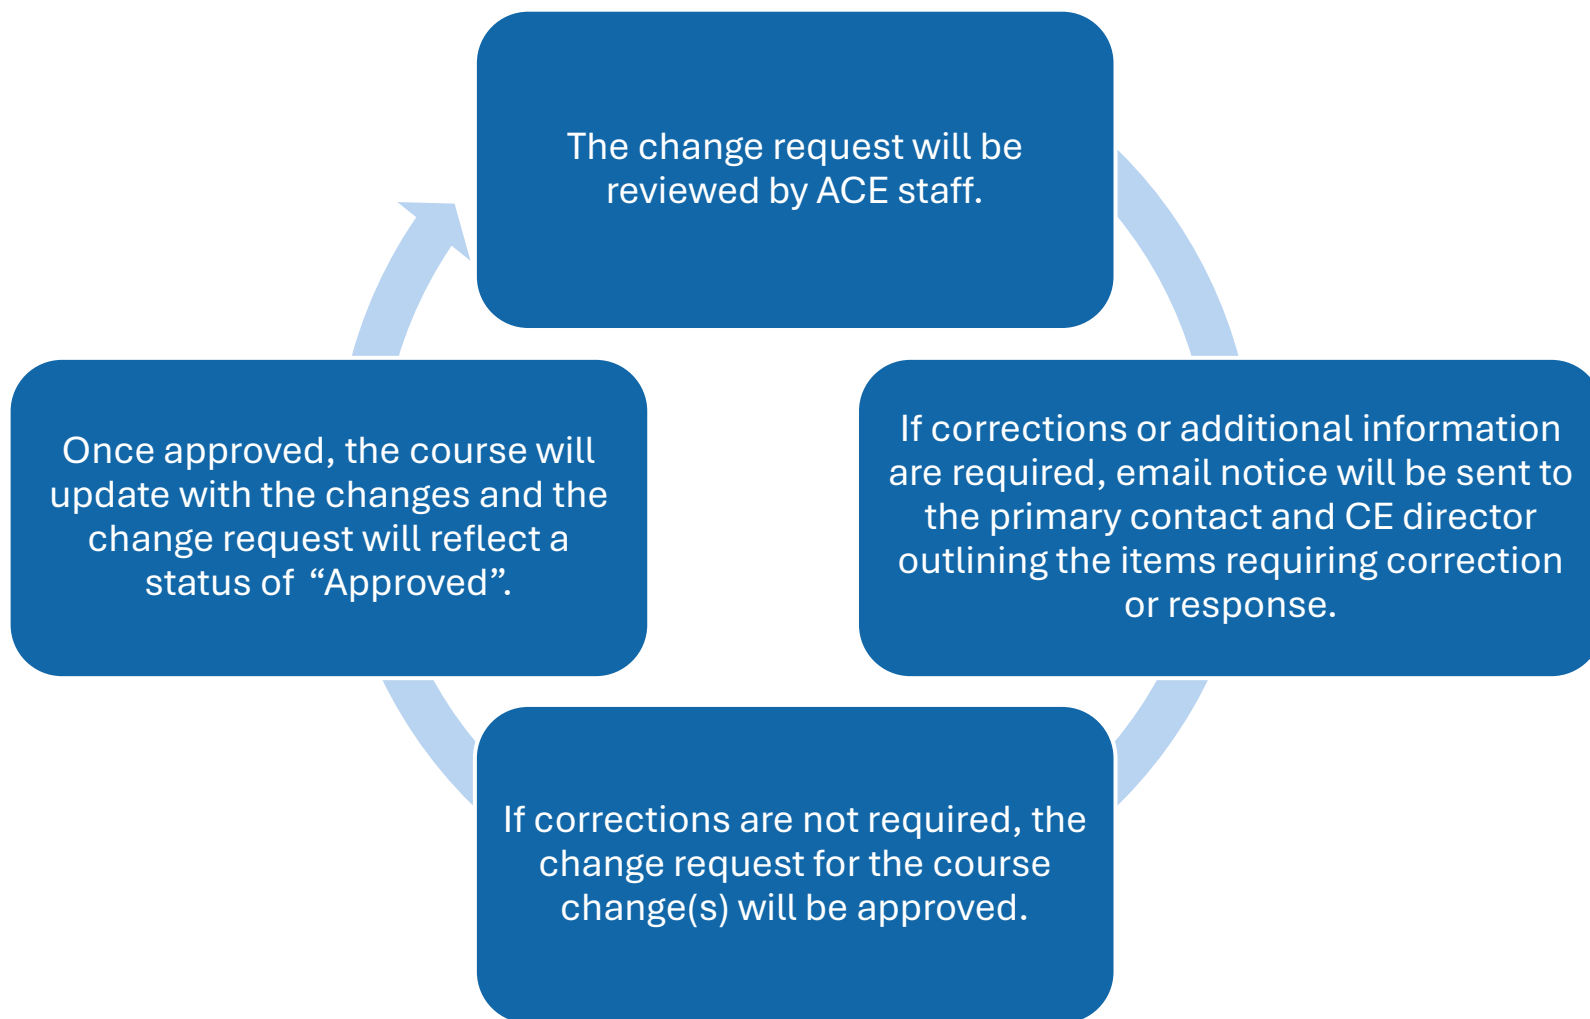 The change request will be
reviewed by ACE staff.
If corrections or additional information
are required, email notice will be sent to
the primary contact and CE director
outlining the items requiring correction
or response.
If corrections are not required, the
change request for the course
change(s) will be approved.
Once approved, the course will
update with the changes and the
change request will reflect a
status of  “Approved”.